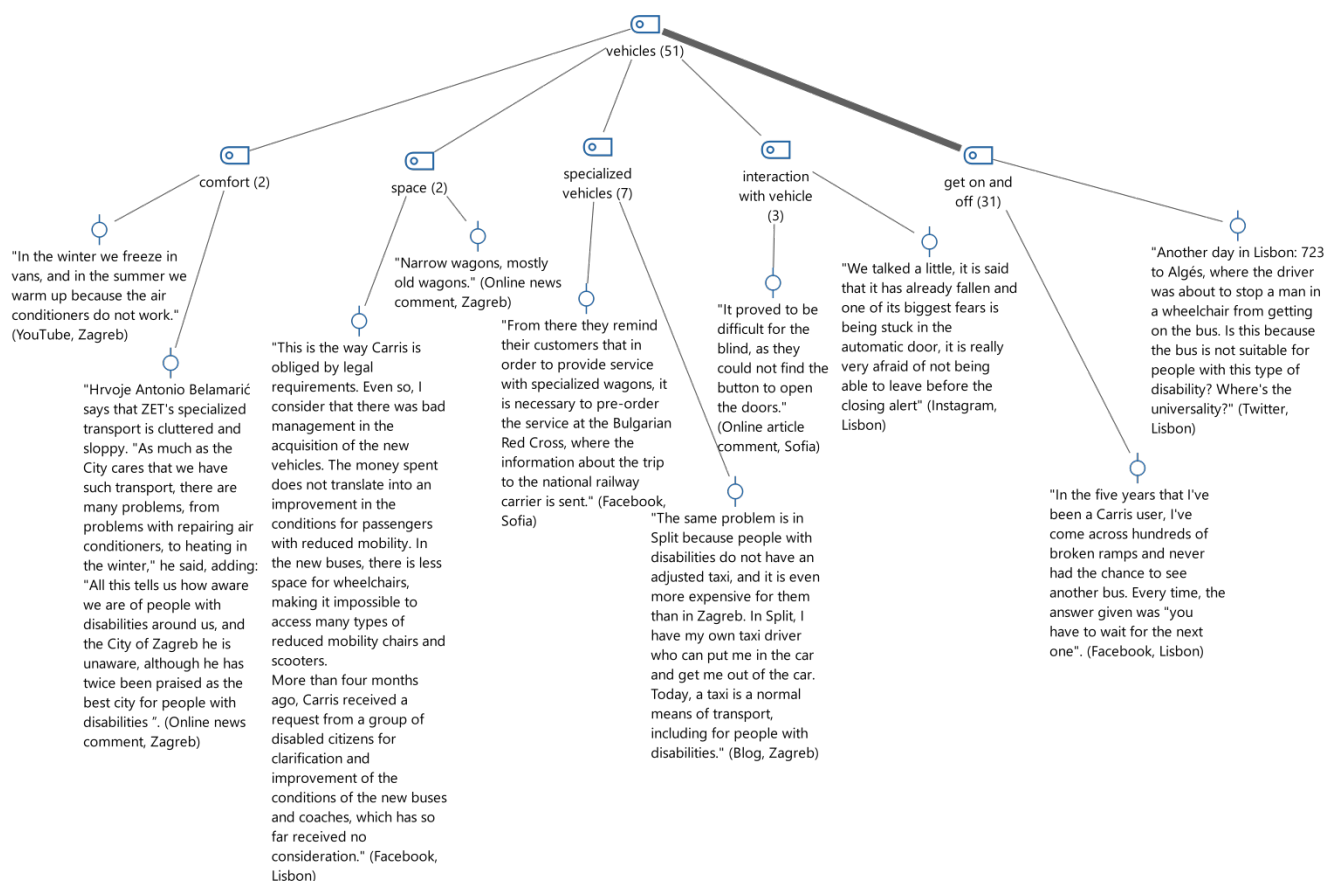 vehicles (51)
comfort (2)
space (2)
specialized
vehicles (7)
interaction
with vehicle
(3)
get on and
off (31)
"In the winter we freeze in
vans, and in the summer we
warm up because the air
conditioners do not work."
(YouTube, Zagreb)
"Hrvoje Antonio Belamarić
says that ZET's specialized
transport is cluttered and
sloppy. "As much as the
City cares that we have
such transport, there are
many problems, from
problems with repairing air
conditioners, to heating in
the winter," he said, adding:
"All this tells us how aware
we are of people with
disabilities around us, and
the City of Zagreb he is
unaware, although he has
twice been praised as the
best city for people with
disabilities ". (Online news
comment, Zagreb)
"This is the way Carris is
obliged by legal
requirements. Even so, I
consider that there was bad
management in the
acquisition of the new
vehicles. The money spent
does not translate into an
improvement in the
conditions for passengers
with reduced mobility. In
the new buses, there is less
space for wheelchairs,
making it impossible to
access many types of
reduced mobility chairs and
scooters.
More than four months
ago, Carris received a
request from a group of
disabled citizens for
clarification and
improvement of the
conditions of the new buses
and coaches, which has so
far received no
consideration." (Facebook,
Lisbon)
"Narrow wagons, mostly
old wagons." (Online news
comment, Zagreb)
"From there they remind
their customers that in
order to provide service
with specialized wagons, it
is necessary to pre-order
the service at the Bulgarian
Red Cross, where the
information about the trip
to the national railway
carrier is sent." (Facebook,
Sofia)
"The same problem is in
Split because people with
disabilities do not have an
adjusted taxi, and it is even
more expensive for them
than in Zagreb. In Split, I
have my own taxi driver
who can put me in the car
and get me out of the car.
Today, a taxi is a normal
means of transport,
including for people with
disabilities." (Blog, Zagreb)
"It proved to be
difficult for the
blind, as they
could not find the
button to open
the doors."
(Online article
comment, Sofia)
"We talked a little, it is said
that it has already fallen and
one of its biggest fears is
being stuck in the
automatic door, it is really
very afraid of not being
able to leave before the
closing alert" (Instagram,
Lisbon)
"In the five years that I've
been a Carris user, I've
come across hundreds of
broken ramps and never
had the chance to see
another bus. Every time, the
answer given was "you
have to wait for the next
one". (Facebook, Lisbon)
"Another day in Lisbon: 723
to Algés, where the driver
was about to stop a man in
a wheelchair from getting
on the bus. Is this because
the bus is not suitable for
people with this type of
disability? Where's the
universality?" (Twitter,
Lisbon)